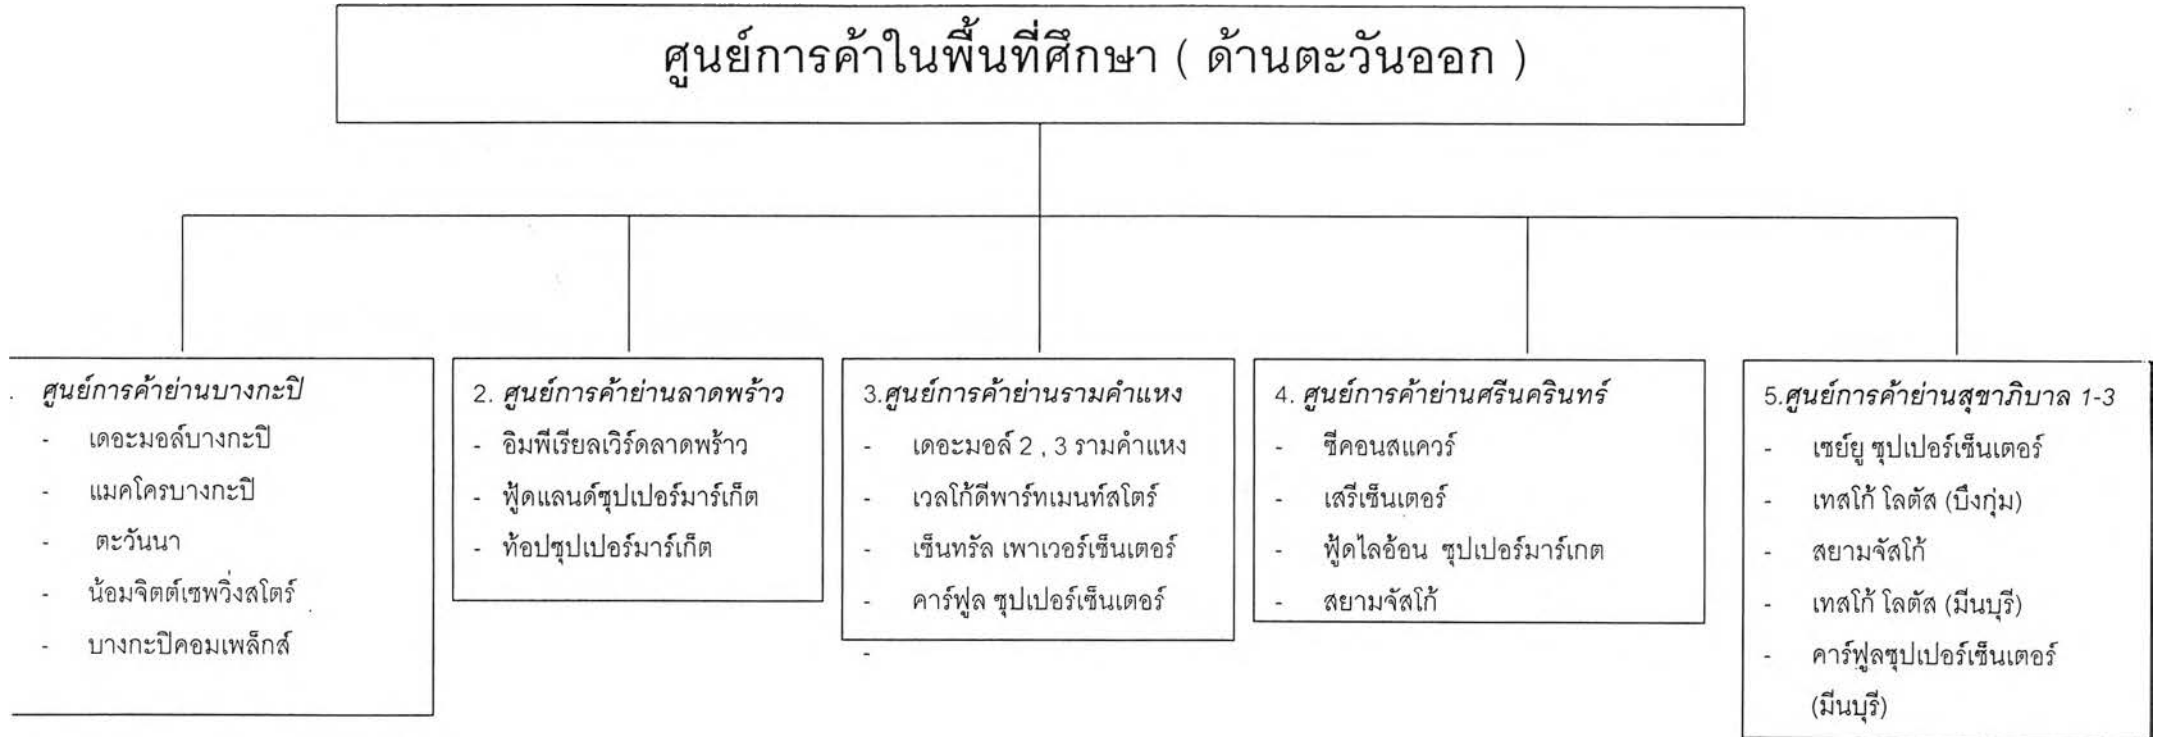 ศูนย์การค้าในพื้นที่ศึกษา ( ด้านตะวันออก )
. ศูนย์การค้าย่านบางกะปิ
- เดอะมอล์บางกะปิ
- แมคโครบางกะปิ
- ตะวันนา
- น้อมจิตต์เซพวิ่งสโตร์
- บางกะปิคอมเพล็กส์
2. ศูนย์การค้าย่านลาดพร้าว
- อิมพีเรียลเวิร์ดลาดพร้าว
- ฟู้ดแลนด์ซุปเปอร์มาร์เก็ต
- ท้อปซุปเปอร์มาร์เก็ต
3.ศูนย์การค้าย่านรามคำแหง
- เดอะมอล์ 2 , 3 รามคำแหง
- เวลโก้ดีพาร์ทเมนท์สโตร์
- เซ็นทรัล เพาเวอร์เซ็นเตอร์
- คาร์ฟูล ซุปเปอร์เซ็นเตอร์
-
4. ศูนย์การค้าย่านศรีนครินทร์
- ซีคอนสแควร์
- เสรีเซ็นเตอร์
- ฟู้ดไลอ้อน ซุปเปอร์มาร์เกต
- สยามจัสโก้
5.ศูนย์การค้าย่านสุขาภิบาล 1-3
- เซย์ยู ซุปเปอร์เซ็นเตอร์
- เทสโก้ โลตัส (บึงกุ่ม)
- สยามจัสโก้
- เทสโก้ โลตัส (มีนบุรี)
- คาร์ฟูลซุปเปอร์เซ็นเตอร์
(มีนบุรี)